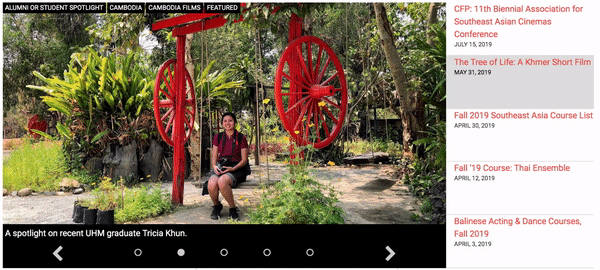 ALUMNI OR STUDENT SPOTLIGHT CAMBODIA CAMBODIA FILMS FEATURED
A spotlight on recent UHM graduate Tricia Khun.
CFP: 11th Biennial Association for
Southeast Asian Cinemas
Conference
JULY 15, 2019
The Tree of Life: A Khmer Short Film
MAY 31, 2019
Fall 2019 Southeast Asia Course List
APRIL 30, 2019
Fall '19 Course: Thai Ensemble
APRIL 12, 2019
Balinese Acting & Dance Courses,
Fall 2019
APRIL 3, 2019